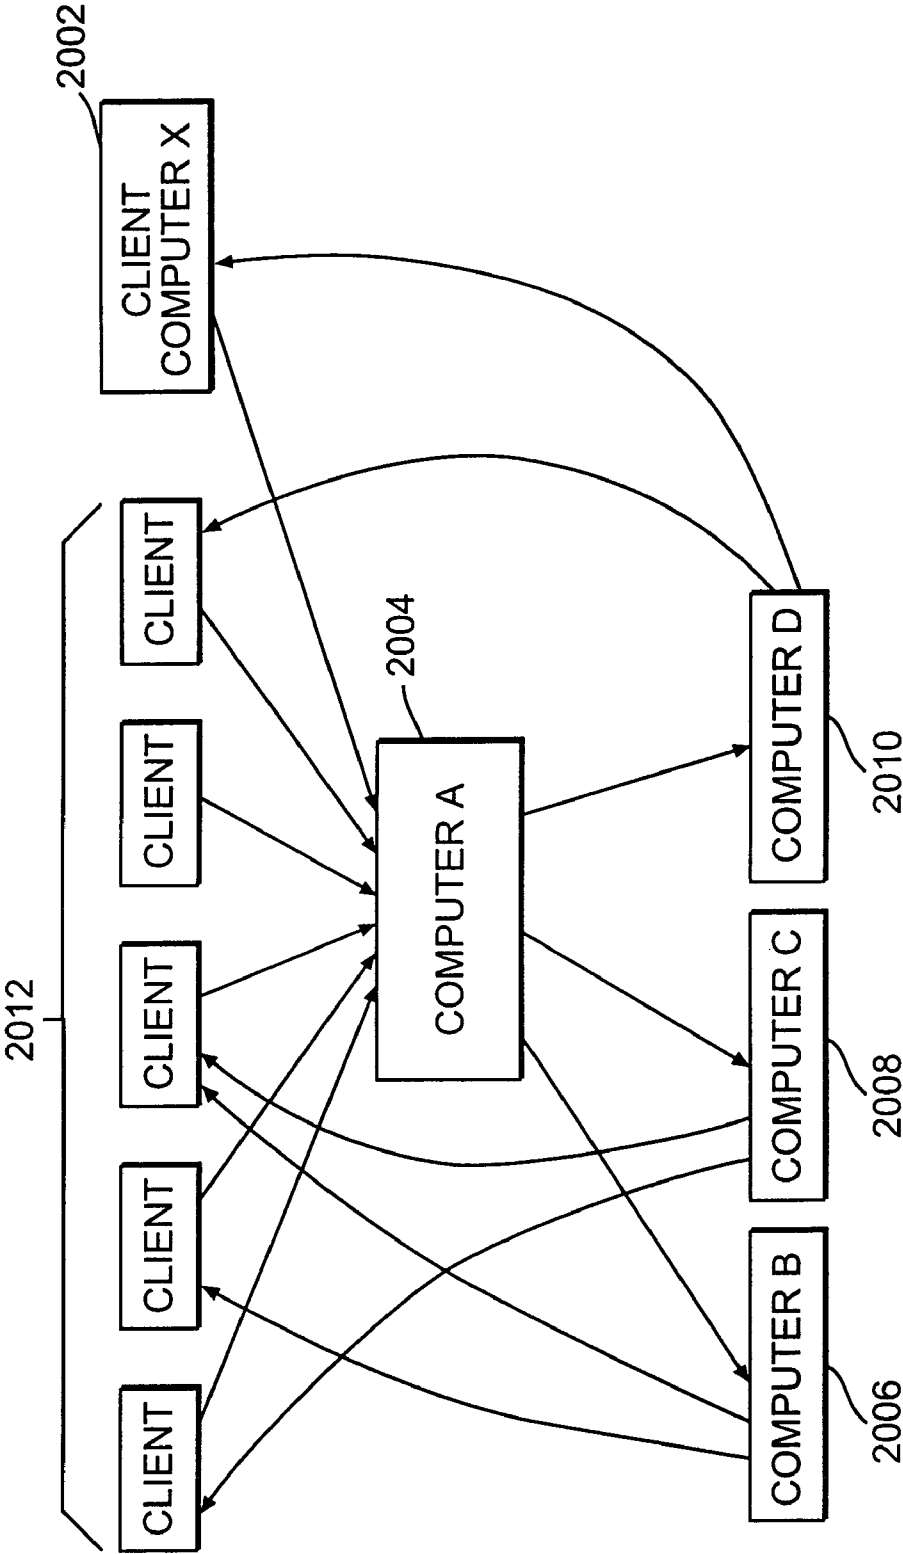 2012
2002
CLIENT
CLIENT
CLIENT
CLIENT
CLIENT
CLIENT
COMPUTER X
2004
COMPUTER A
COMPUTER B
COMPUTER C
COMPUTER D
2006
2008
2010